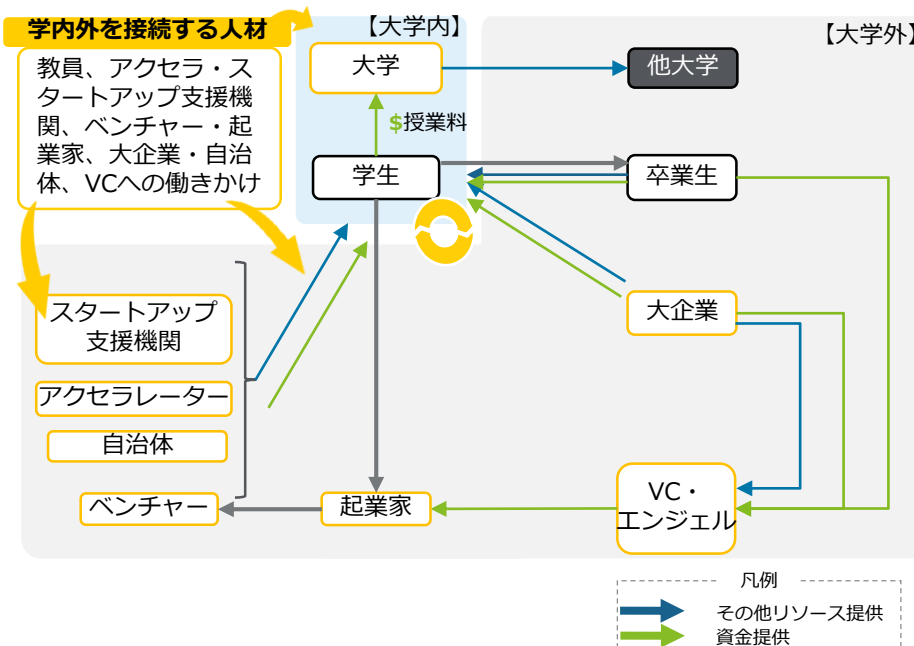 学内外を接続する人材
教員、アクセラ・ス
タートアップ支援機
関、ベンチャー・起
業家、大企業・自治
体、VCへの働きかけ
【大学内】
【大学外】
大学
他大学
$授業料
学生
卒業生
スタートアップ
支援機関
大企業
アクセラレーター
自治体
ベンチャー
起業家
VC・
エンジェル
凡例
その他リソース提供
資金提供